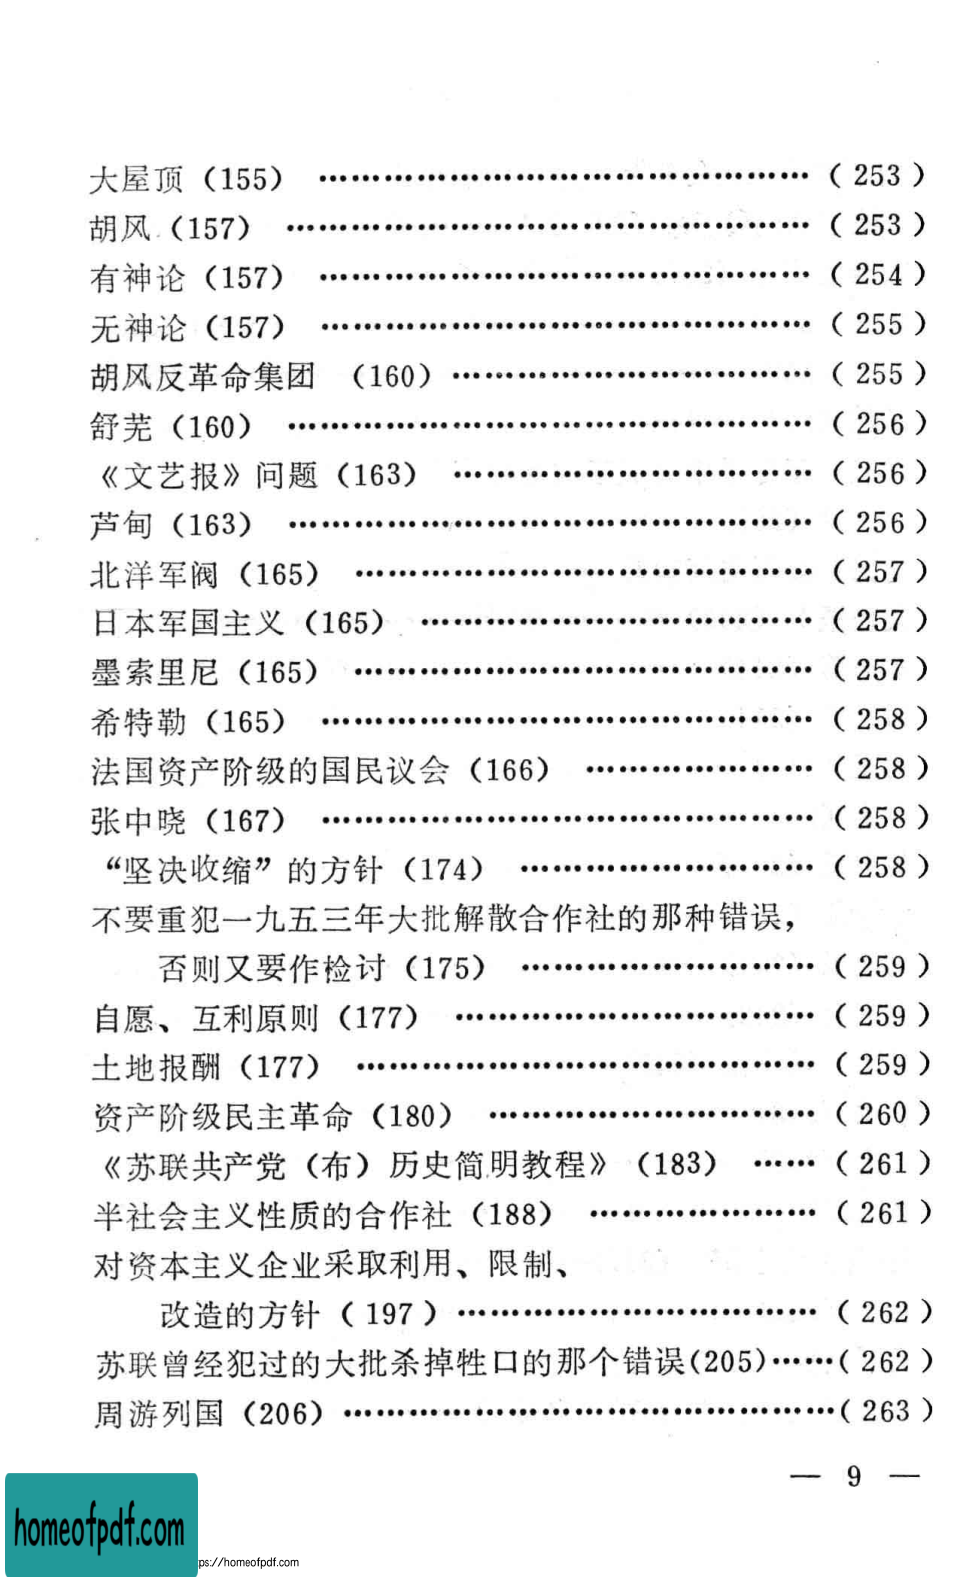 大屋顶（155） ……………………………………… （253）
胡风（157） ………………………………………… （253）
有神论（157） ……………………………………… （254）
无神论（157） ……………………………………… （255）
胡风反革命集团 （160） …………………………… （255）
舒芜（160） ………………………………………… （256）
《文艺报》问题（163） …………………………… （256）
芦甸（163） ………………………………………… （256）
北洋军阀（165） …………………………………… （257）
日本军国主义（165） ……………………………… （257）
墨索里尼（165） …………………………………… （257）
希特勒（165） ……………………………………… （258）
法国资产阶级的国民议会（166） ………………… （258）
张中晓（167） ……………………………………… （258）
“坚决收缩”的方针（174） ……………………… （258）
不要重犯一九五三年大批解散合作社的那种错误，
否则又要作检讨（175） ……………………… （259）
自愿、互利原则（177） …………………………… （259）
土地报酬（177） …………………………………… （259）
资产阶级民主革命（180） ………………………… （260）
《苏联共产党（布）历史简明教程》（183） …… （261）
半社会主义性质的合作社（188） ………………… （261）
对资本主义企业采取利用、限制、
改造的方针（197）…………………………… （262）
苏联曾经犯过的大批杀掉牲口的那个错误(205)……（262）
周游列国（206）………………………………………（263）
— 9 —
homeofpdf.com
ps://homeofpdf.com